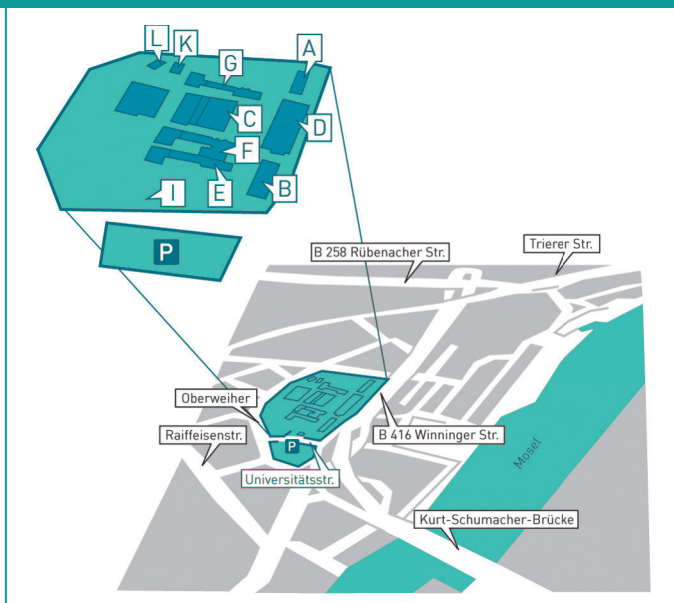 L
K
A
G
C
D
F
E
B
I
P
B 258 Rübenacher Str.
Trierer Str.
Oberweiher
Raiffeisenstr.
B 416 Winninger Str.
P
Universitätsstr.
Mosel
Kurt-Schumacher-Brücke